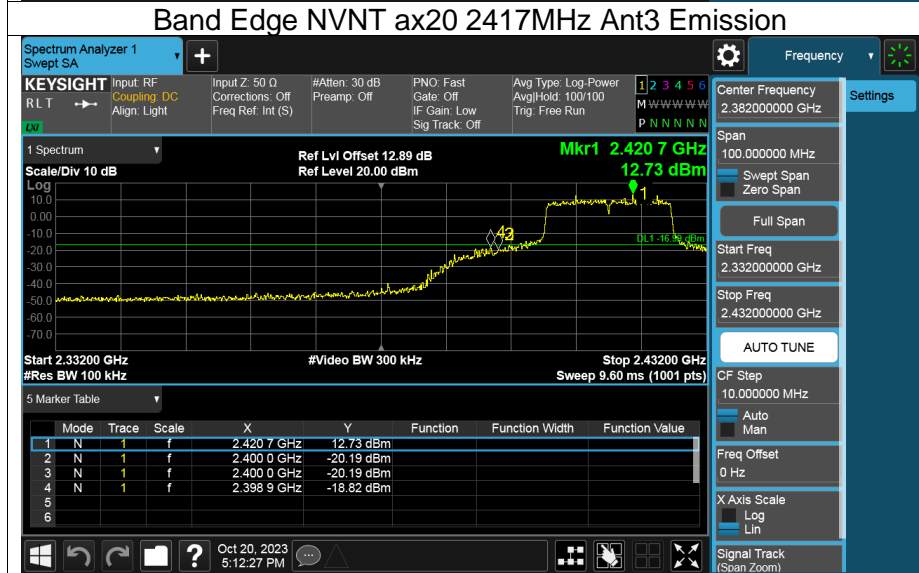 Band Edge NVNT ax20 2417MHz Ant3 Emission
Spectrum Analyzer 1
Swept SA
+
Frequency
KEYSIGHT Input: RF Input Z: 50 Ω #Atten: 30 dB PNO: Fast Avg Type: Log-Power 1 2 3 4 5 6
RLT Coupling: DC Corrections: Off Preamp: Off Gate: Off Avg|Hold: 100/100 M W W W W W
Align: Light Freq Ref: Int (S) IF Gain: Low Trig: Free Run
Sig Track: Off P N N N N N
LXI
1 Spectrum
Ref Lvl Offset 12.89 dB Mkr1 2.420 7 GHz
Scale/Div 10 dB Ref Level 20.00 dBm 12.73 dBm
Log
10.0
0.00
-10.0
-20.0
-30.0
-40.0
-50.0
-60.0
-70.0
1
Start 2.33200 GHz #Video BW 300 kHz Stop 2.43200 GHz
#Res BW 100 kHz Sweep 9.60 ms (1001 pts)
5 Marker Table
Mode Trace Scale X Y Function Function Width Function Value
1 N 1 f 2.420 7 GHz 12.73 dBm
2 N 1 f 2.400 0 GHz -20.19 dBm
3 N 1 f 2.400 0 GHz -20.19 dBm
4 N 1 f 2.398 9 GHz -18.82 dBm
5
6
Oct 20, 2023
5:12:27 PM
Center Frequency
2.382000000 GHz
Settings
Span
100.000000 MHz
Swept Span
Zero Span
Full Span
Start Freq
2.332000000 GHz
Stop Freq
2.432000000 GHz
AUTO TUNE
CF Step
10.000000 MHz
Auto
Man
Freq Offset
0 Hz
X Axis Scale
Log
Lin
Signal Track
(Span Zoom)